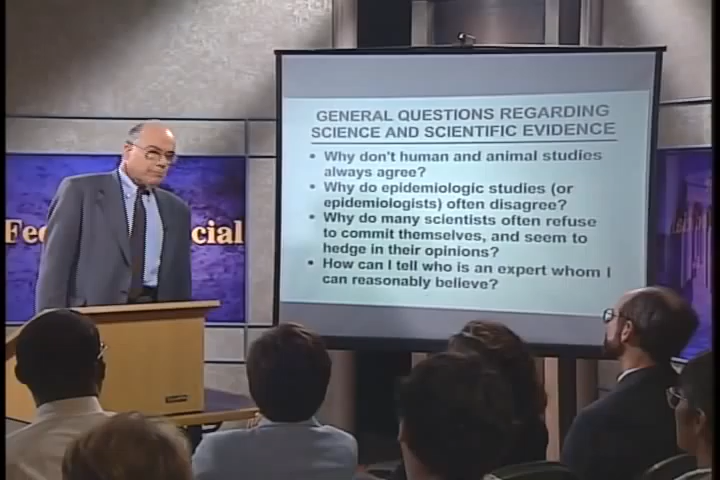 GENERAL QUESTIONS REGARDING
SCIENCE AND SCIENTIFIC EVIDENCE
• Why don't human and animal studies
always agree?
• Why do epidemiologic studies (or
epidemiologists) often disagree?
• Why do many scientists often refuse
to commit themselves, and seem to
hedge in their opinions?
• How can I tell who is an expert whom I
can reasonably believe?